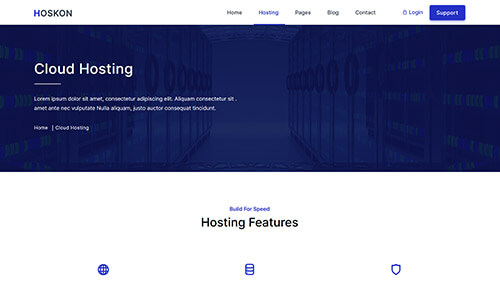 HOSKON
Home Hosting Pages Blog Contact Login Support
Cloud Hosting
Lorem ipsum dolor sit amet, consectetur adipiscing elit. Aliquam consectetur sit .
amet ante nec vulputate Nulla aliquam, justo auctor consequat tincidunt.
Home | Cloud Hosting
Build For Speed
Hosting Features